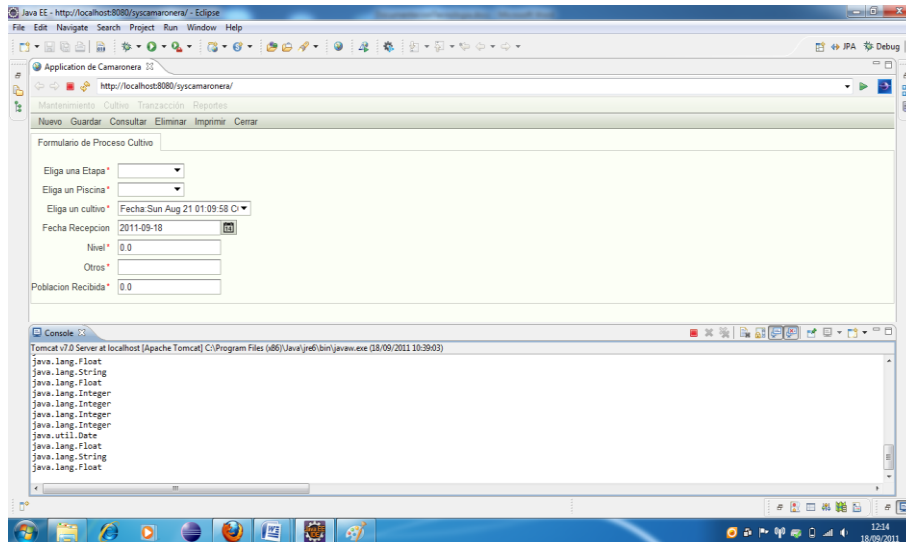 Java EE - http://localhost:8080/syscamaronera/ - Eclipse
File Edit Navigate Search Project Run Window Help
JPA Debug
Application de Camaronera
http://localhost:8080/syscamaronera/
Mantenimiento Cultivo Tranzacción Reportes
Nuevo Guardar Consultar Eliminar Imprimir Cerrar
Formulario de Proceso Cultivo
Eliga una Etapa*
Eliga un Piscina*
Eliga un cultivo* Fecha:Sun Aug 21 01:09:58 C
Fecha Recepcion 2011-09-18
Nivel* 0.0
Otros*
Poblacion Recibida* 0.0
Console
Tomcat v7.0 Server at localhost [Apache Tomcat] C:\Program Files (x86)\Java\jre6\bin\javaw.exe (18/09/2011 10:39:03)
java.lang.Float
java.lang.String
java.lang.Float
java.lang.Integer
java.lang.Integer
java.lang.Integer
java.lang.Integer
java.util.Date
java.lang.Float
java.lang.String
java.lang.Float
12:14
18/09/2011